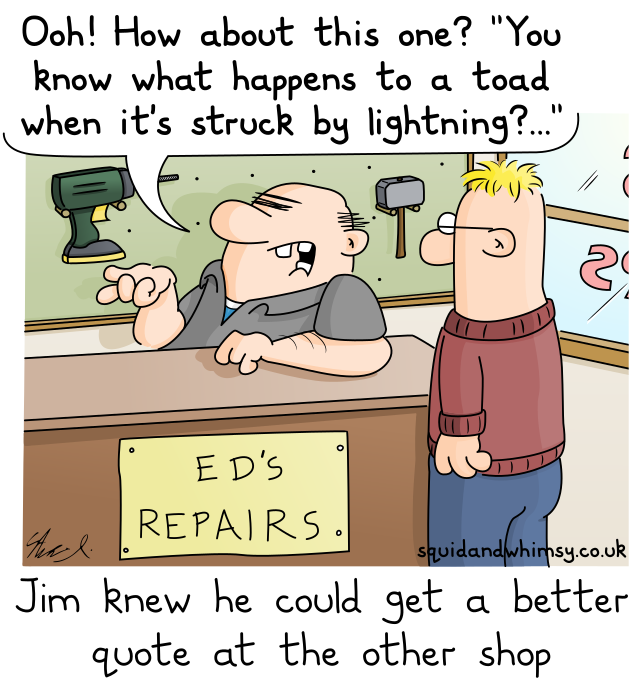 Ooh! How about this one? "You
know what happens to a toad
when it's struck by lightning?..."
ED'S
REPAIRS
squidandwhimsy.co.uk
Jim knew he could get a better
quote at the other shop